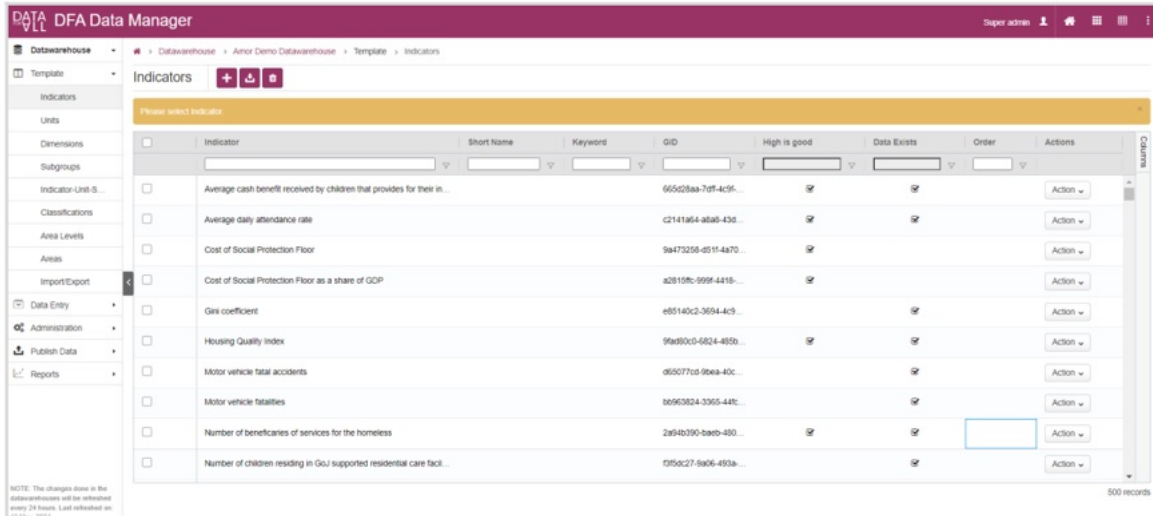 DATA FOR ALL DFA Data Manager
Super admin
Datawarehouse
Template
Indicators
Units
Dimensions
Subgroups
Indicator-Unit-S...
Classifications
Area Levels
Areas
Import/Export
Data Entry
Administration
Publish Data
Reports
NOTE: The changes done in the
datawarehouses will be refreshed
every 24 hours. Last refreshed on
Datawarehouse > Amor Demo Datawarehouse > Template > Indicators
Indicators
Please select Indicator.
Indicator Short Name Keyword GID High is good Data Exists Order Actions
Columns
Average cash benefit received by children that provides for their in... 665d28aa-7dff-4c9f-... Action
Average daily attendance rate c2141a64-a8a8-43d... Action
Cost of Social Protection Floor 9a473258-d51f-4a70... Action
Cost of Social Protection Floor as a share of GDP a2815ffc-999f-4418-... Action
Gini coefficient e85140c2-3694-4c9... Action
Housing Quality Index 9fad80c0-6824-485b... Action
Motor vehicle fatal accidents d65077cd-9bea-40c... Action
Motor vehicle fatalities bb963824-3365-44fc... Action
Number of beneficaries of services for the homeless 2a94b390-baeb-480... Action
Number of children residing in GoJ supported residential care facil... f3f5dc27-9a06-493a-... Action
500 records